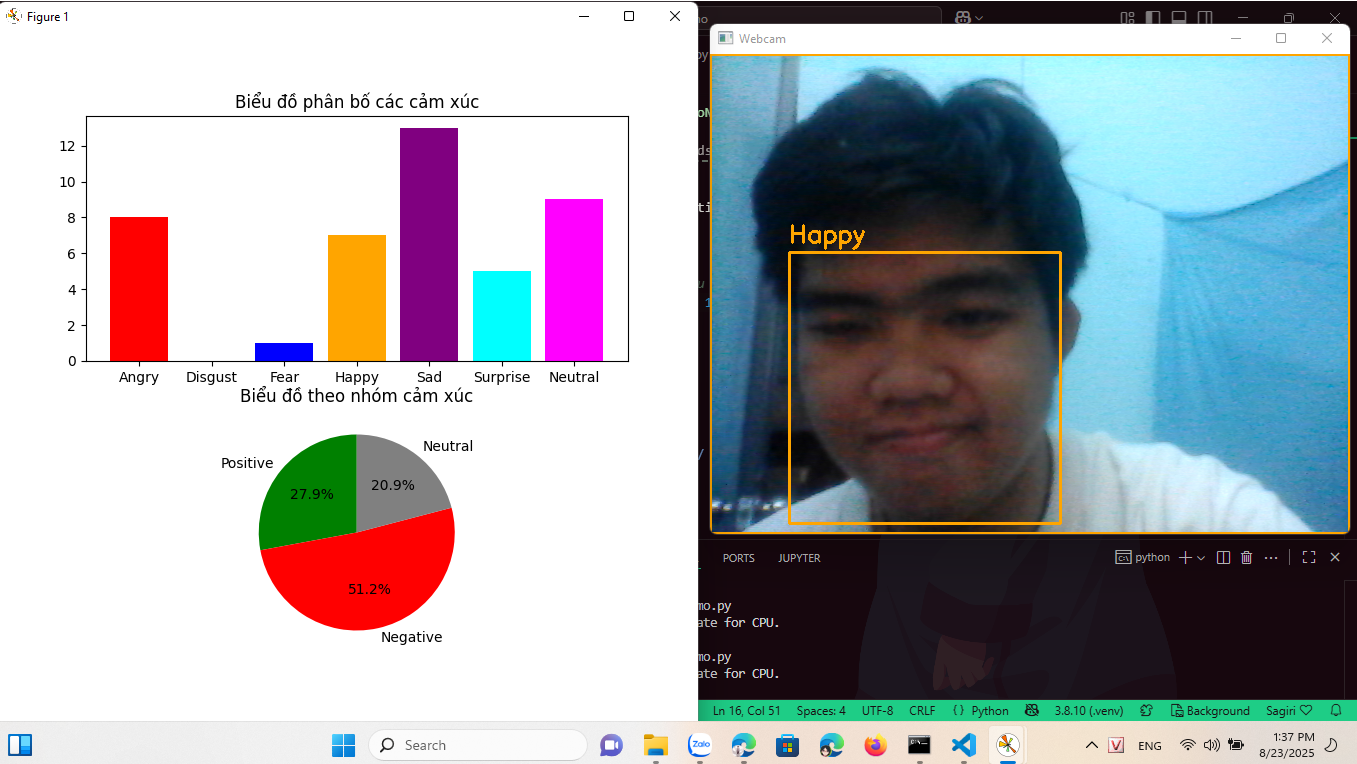 Figure 1
Biểu đồ phân bố các cảm xúc
12
10
8
6
4
2
0
Angry Disgust Fear Happy Sad Surprise Neutral
Biểu đồ theo nhóm cảm xúc
Neutral
Positive
20.9%
27.9%
51.2%
Negative
Webcam
Happy
PORTS JUPYTER
python
mo.py
ate for CPU.
mo.py
ate for CPU.
Ln 16, Col 51 Spaces: 4 UTF-8 CRLF {} Python 3.8.10 (.venv) Background Sagiri
Search
Zalo
ENG
1:37 PM
8/23/2025